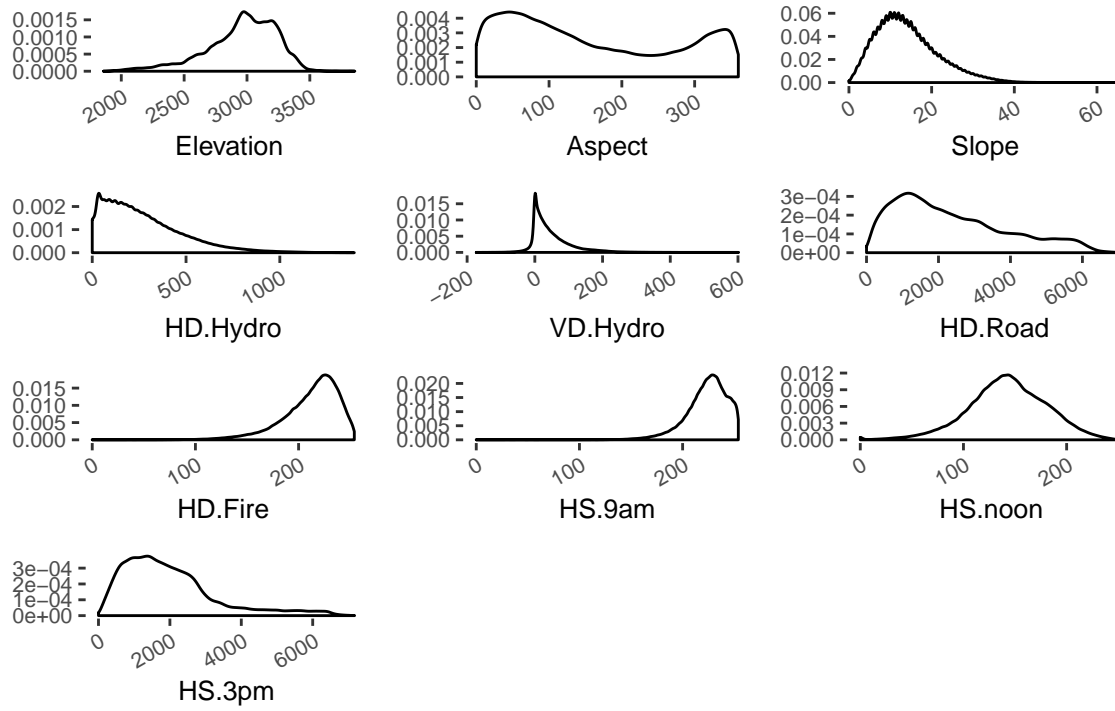 0.0015
0.0010
0.0005
0.0000
2000 2500 3000 3500
Elevation
0.004
0.003
0.002
0.001
0.000
0 100 200 300
Aspect
0.06
0.04
0.02
0.00
0 20 40 60
Slope
0.002
0.001
0.000
0 500 1000
HD.Hydro
0.015
0.010
0.005
0.000
−200 0 200 400 600
VD.Hydro
3e−04
2e−04
1e−04
0e+00
0 2000 4000 6000
HD.Road
0.015
0.010
0.005
0.000
0 100 200
HD.Fire
0.020
0.015
0.010
0.005
0.000
0 100 200
HS.9am
0.012
0.009
0.006
0.003
0.000
0 100 200
HS.noon
3e−04
2e−04
1e−04
0e+00
0 2000 4000 6000
HS.3pm